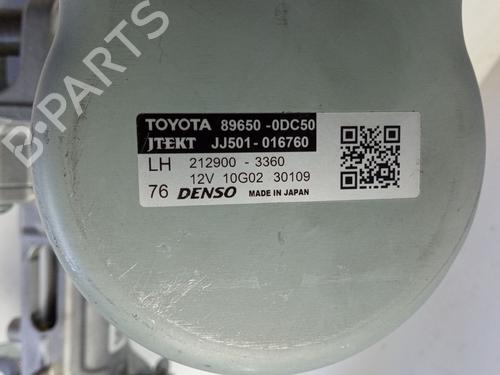 B-PARTS
TOYOTA 89650-0DC50
JTEKT JJ501-016760
LH 212900-3360
12V 10G02 30109
76 DENSO MADE IN JAPAN